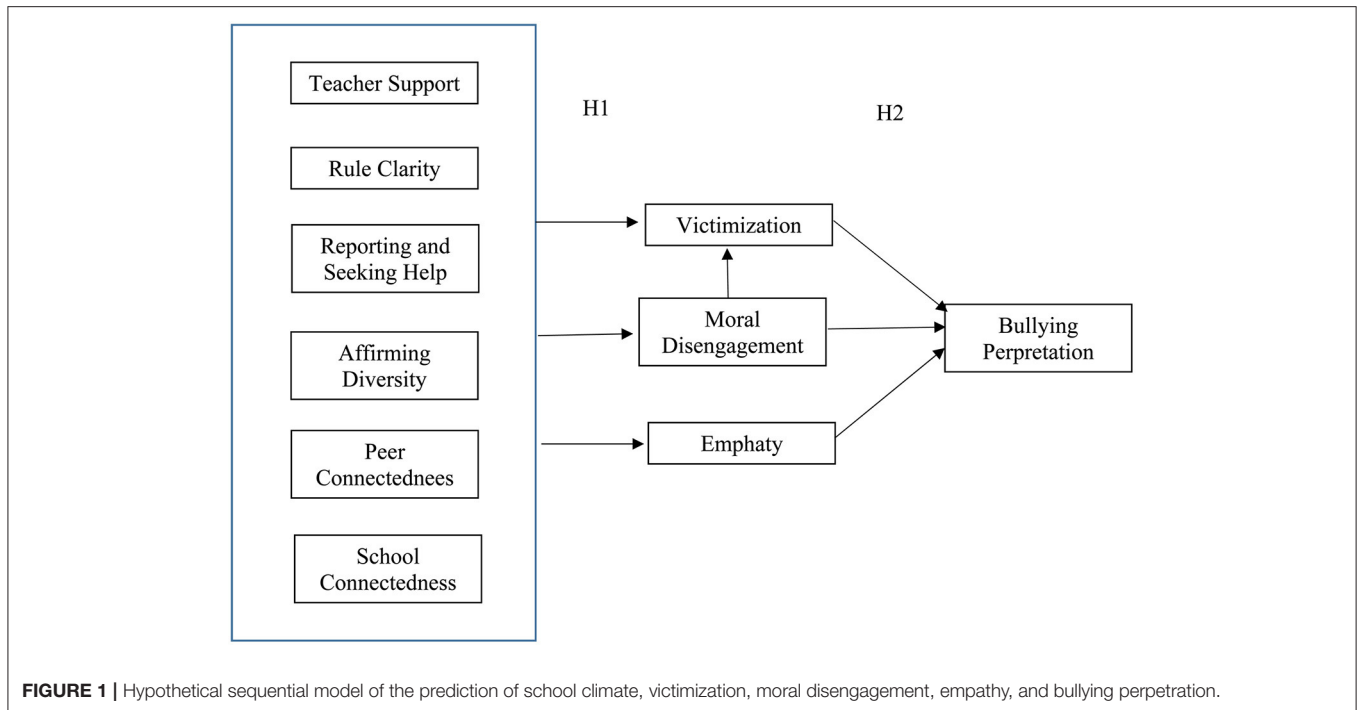 Teacher Support
Rule Clarity
Reporting and
Seeking Help
Affirming
Diversity
Peer
Connectednees
School
Connectedness
H1
H2
Victimization
Moral
Disengagement
Emphaty
Bullying
Perpretation
FIGURE 1 | Hypothetical sequential model of the prediction of school climate, victimization, moral disengagement, empathy, and bullying perpetration.